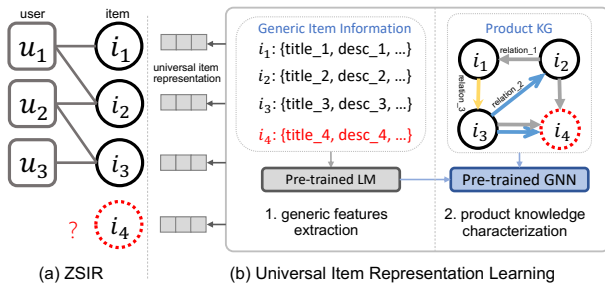 user
item
u1
i1
u2
i2
u3
i3
?
i4
(a) ZSIR
universal item
representation
Generic Item Information
i1: {title_1, desc_1, ...}
i2: {title_2, desc_2, ...}
i3: {title_3, desc_3, ...}
i4: {title_4, desc_4, ...}
Pre-trained LM
1. generic features
extraction
Product KG
i1
relation_1
i2
relation_3
relation_2
i3
i4
Pre-trained GNN
2. product knowledge
characterization
(b) Universal Item Representation Learning